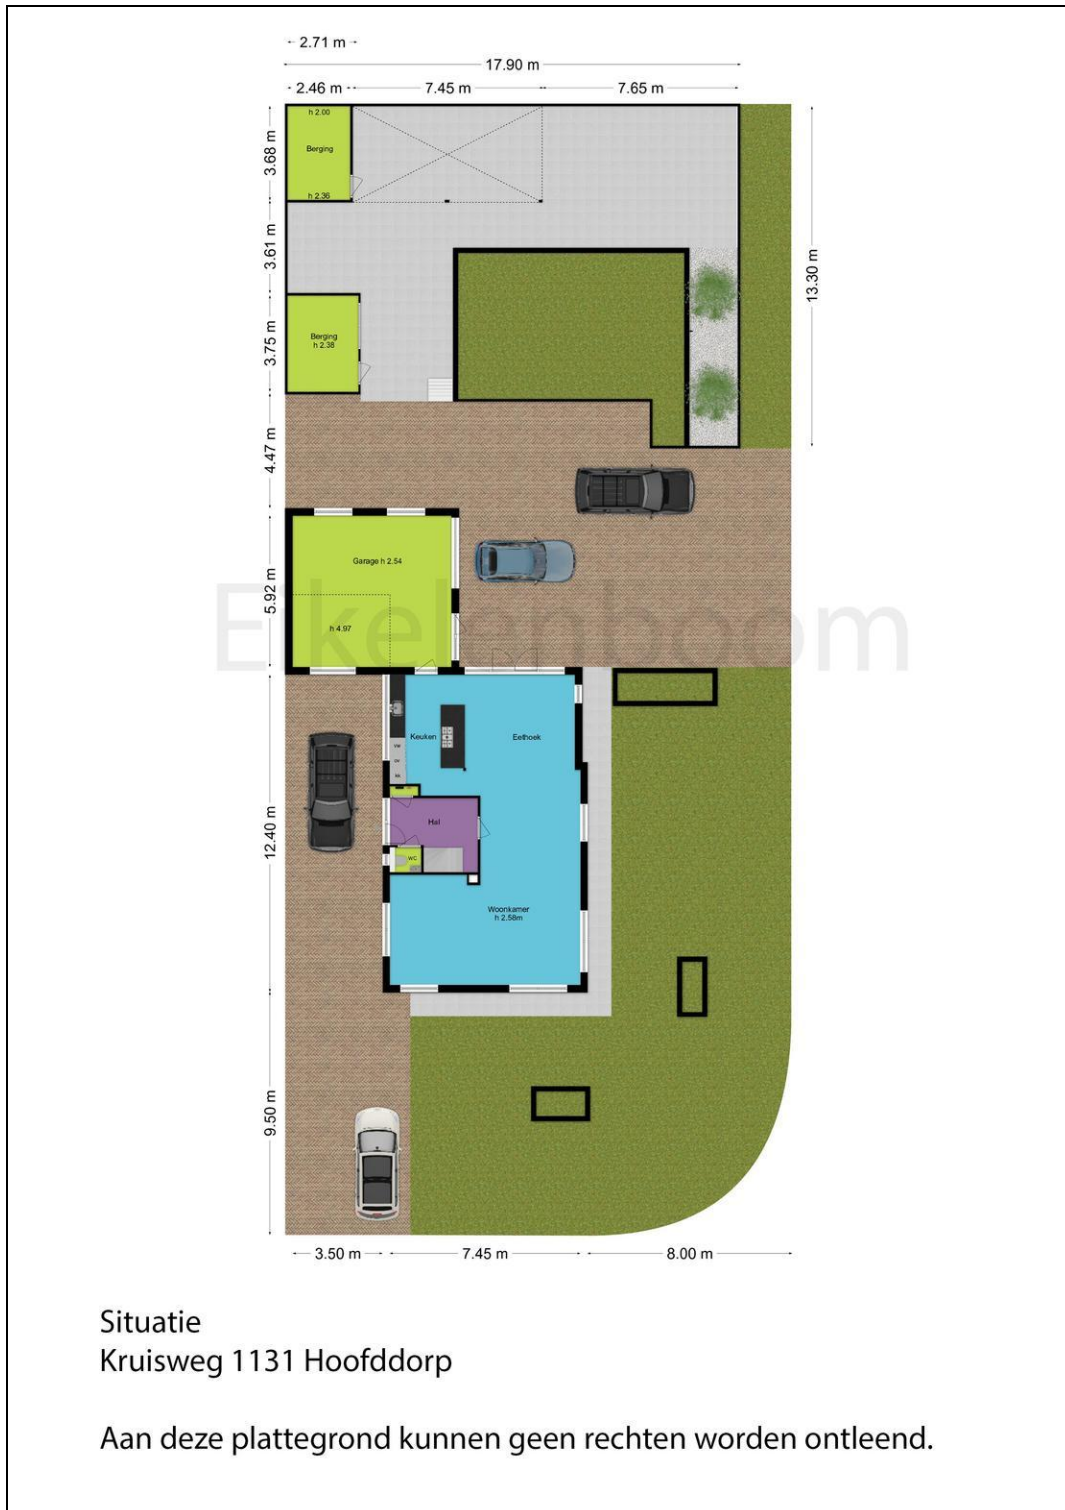 2.71 m
17.90 m
2.46 m 7.45 m 7.65 m
h 2.00
Berging
h 2.36
3.68 m
3.61 m
13.30 m
Berging
h 2.38
3.75 m
4.47 m
Garage h 2.54
5.92 m
h 4.97
Eikelenboom
Keuken
Eethoek
Hal
WC
12.40 m
Woonkamer
h 2.58m
9.50 m
3.50 m 7.45 m 8.00 m
Situatie
Kruisweg 1131 Hoofddorp
Aan deze plattegrond kunnen geen rechten worden ontleend.